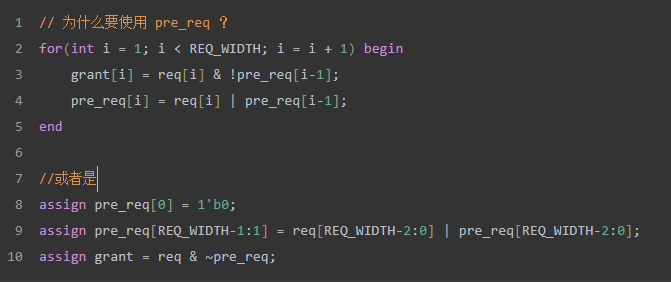 1 // 为什么要使用 pre_req ?
2 for(int i = 1; i < REQ_WIDTH; i = i + 1) begin
3     grant[i] = req[i] & !pre_req[i-1];
4     pre_req[i] = req[i] | pre_req[i-1];
5 end
6
7 //或者是
8 assign pre_req[0] = 1'b0;
9 assign pre_req[REQ_WIDTH-1:1] = req[REQ_WIDTH-2:0] | pre_req[REQ_WIDTH-2:0];
10 assign grant = req & ~pre_req;